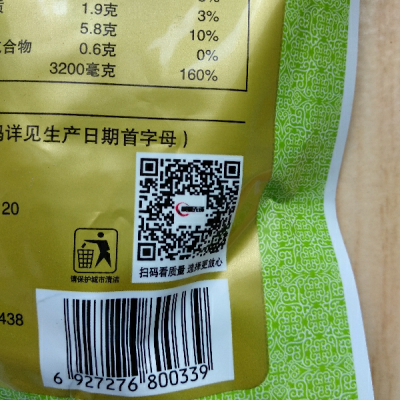 1.9克 3%
5.8克 10%
合物 0.6克 0%
3200毫克 160%
详见生产日期首字母）
20
扫码看质量 选择更放心
请保护城市清洁
438
6 927276 800339